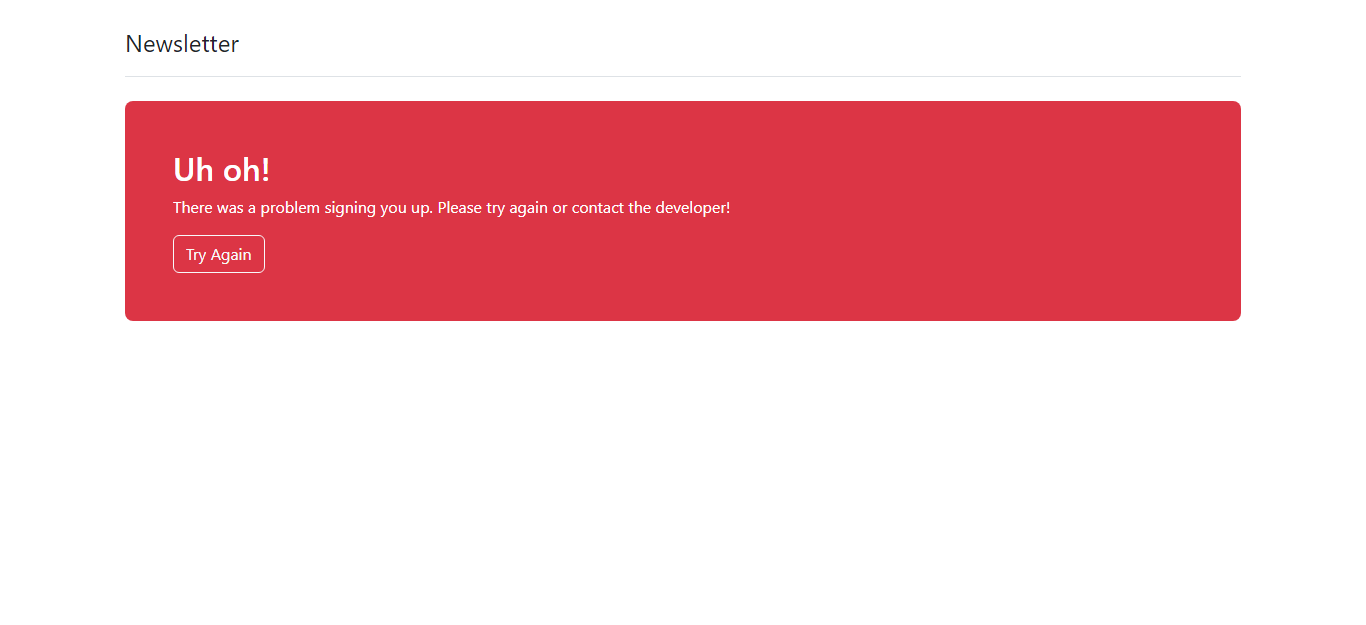 Newsletter
Uh oh!
There was a problem signing you up. Please try again or contact the developer!
Try Again